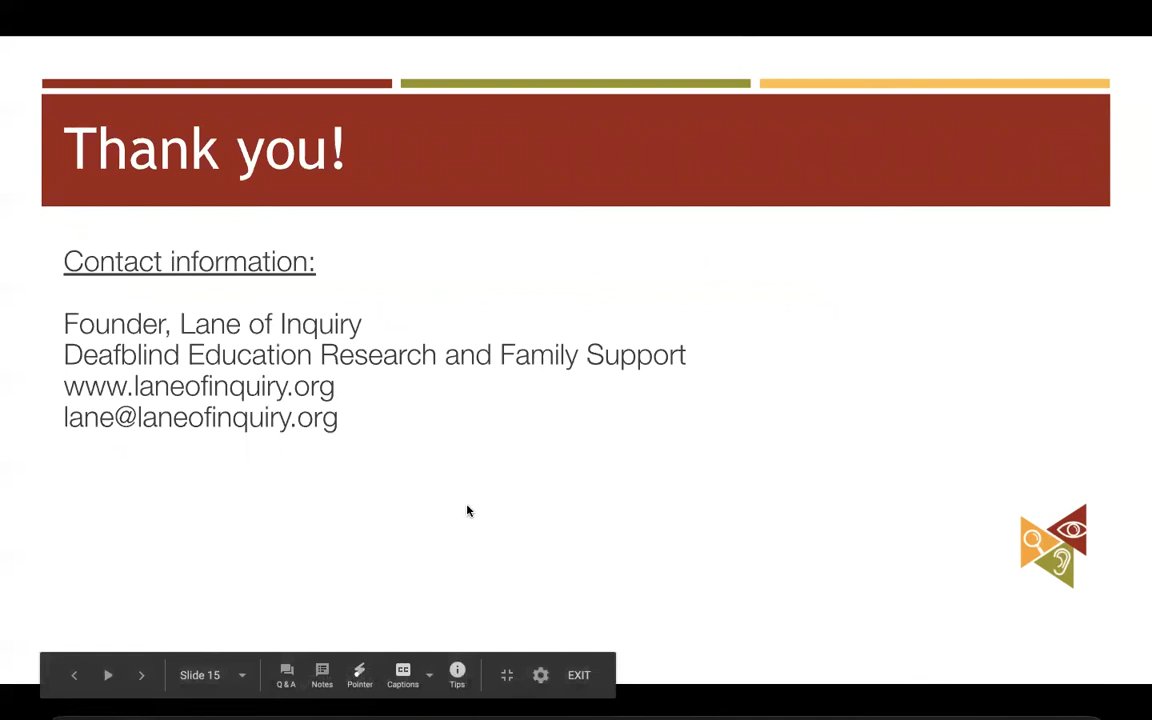 Thank you!
Contact information:
Founder, Lane of Inquiry
Deafblind Education Research and Family Support
www.laneofinquiry.org
lane@laneofinquiry.org
Slide 15
Q & A
Notes
Pointer
CC
Captions
Tips
EXIT